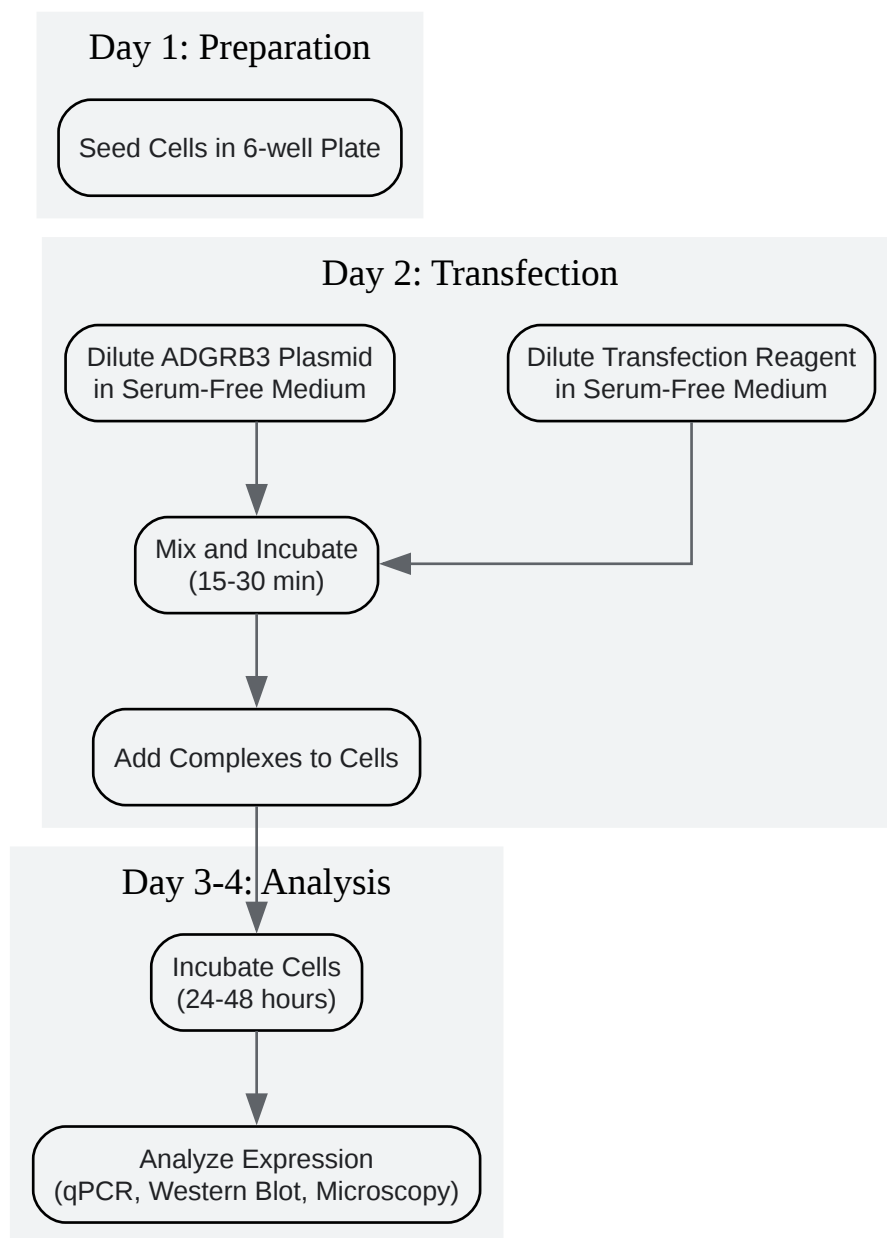 Day 1: Preparation
Seed Cells in 6-well Plate
Day 2: Transfection
Dilute ADGRB3 Plasmid
in Serum-Free Medium
Dilute Transfection Reagent
in Serum-Free Medium
Mix and Incubate
(15-30 min)
Add Complexes to Cells
Day 3-4: Analysis
Incubate Cells
(24-48 hours)
Analyze Expression
(qPCR, Western Blot, Microscopy)